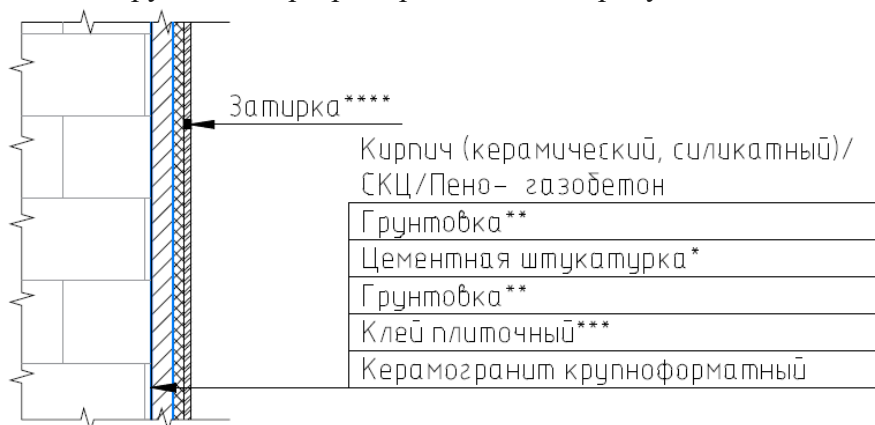 Затирка****
Кирпич (керамический, силикатный)/
СКЦ/Пено- газобетон
Грунтовка**
Цементная штукатурка*
Грунтовка**
Клей плиточный***
Керамогранит крупноформатный